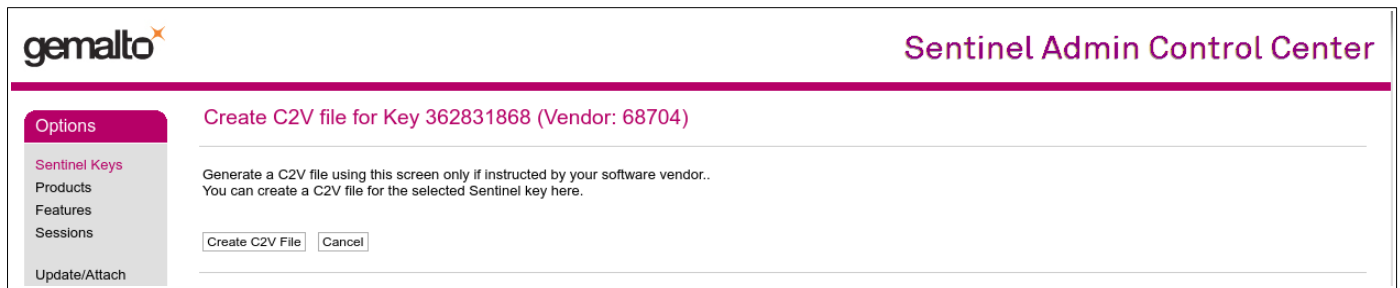 gemalto
Sentinel Admin Control Center
Options
Sentinel Keys
Products
Features
Sessions
Update/Attach
Create C2V file for Key 362831868 (Vendor: 68704)
Generate a C2V file using this screen only if instructed by your software vendor..
You can create a C2V file for the selected Sentinel key here.
Create C2V File Cancel